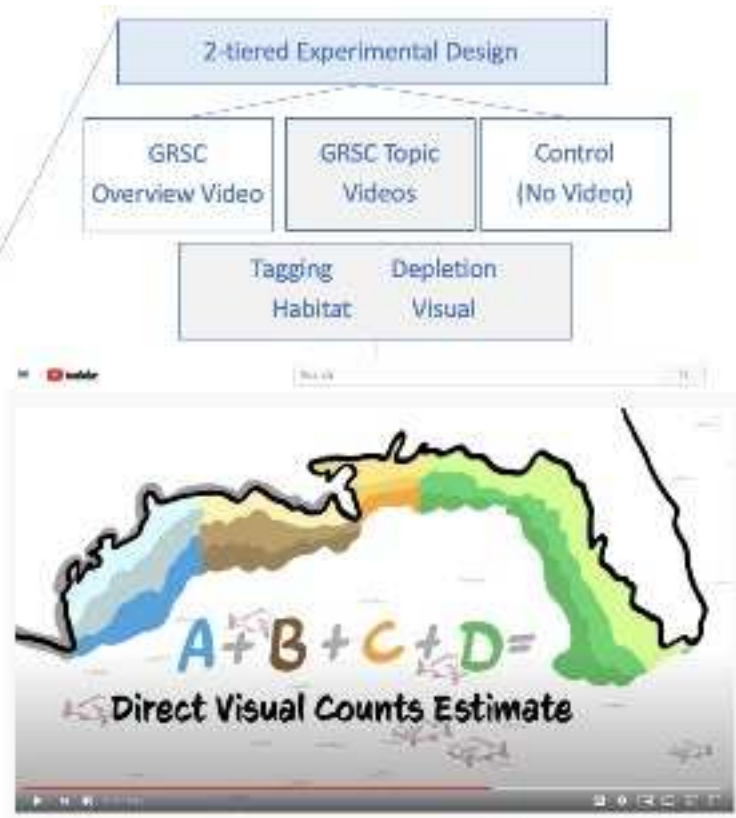 2-tiered Experimental Design
GRSC
Overview Video
GRSC Topic
Videos
Control
(No Video)
Tagging Depletion
Habitat Visual
A+B+C+D=
Direct Visual Counts Estimate